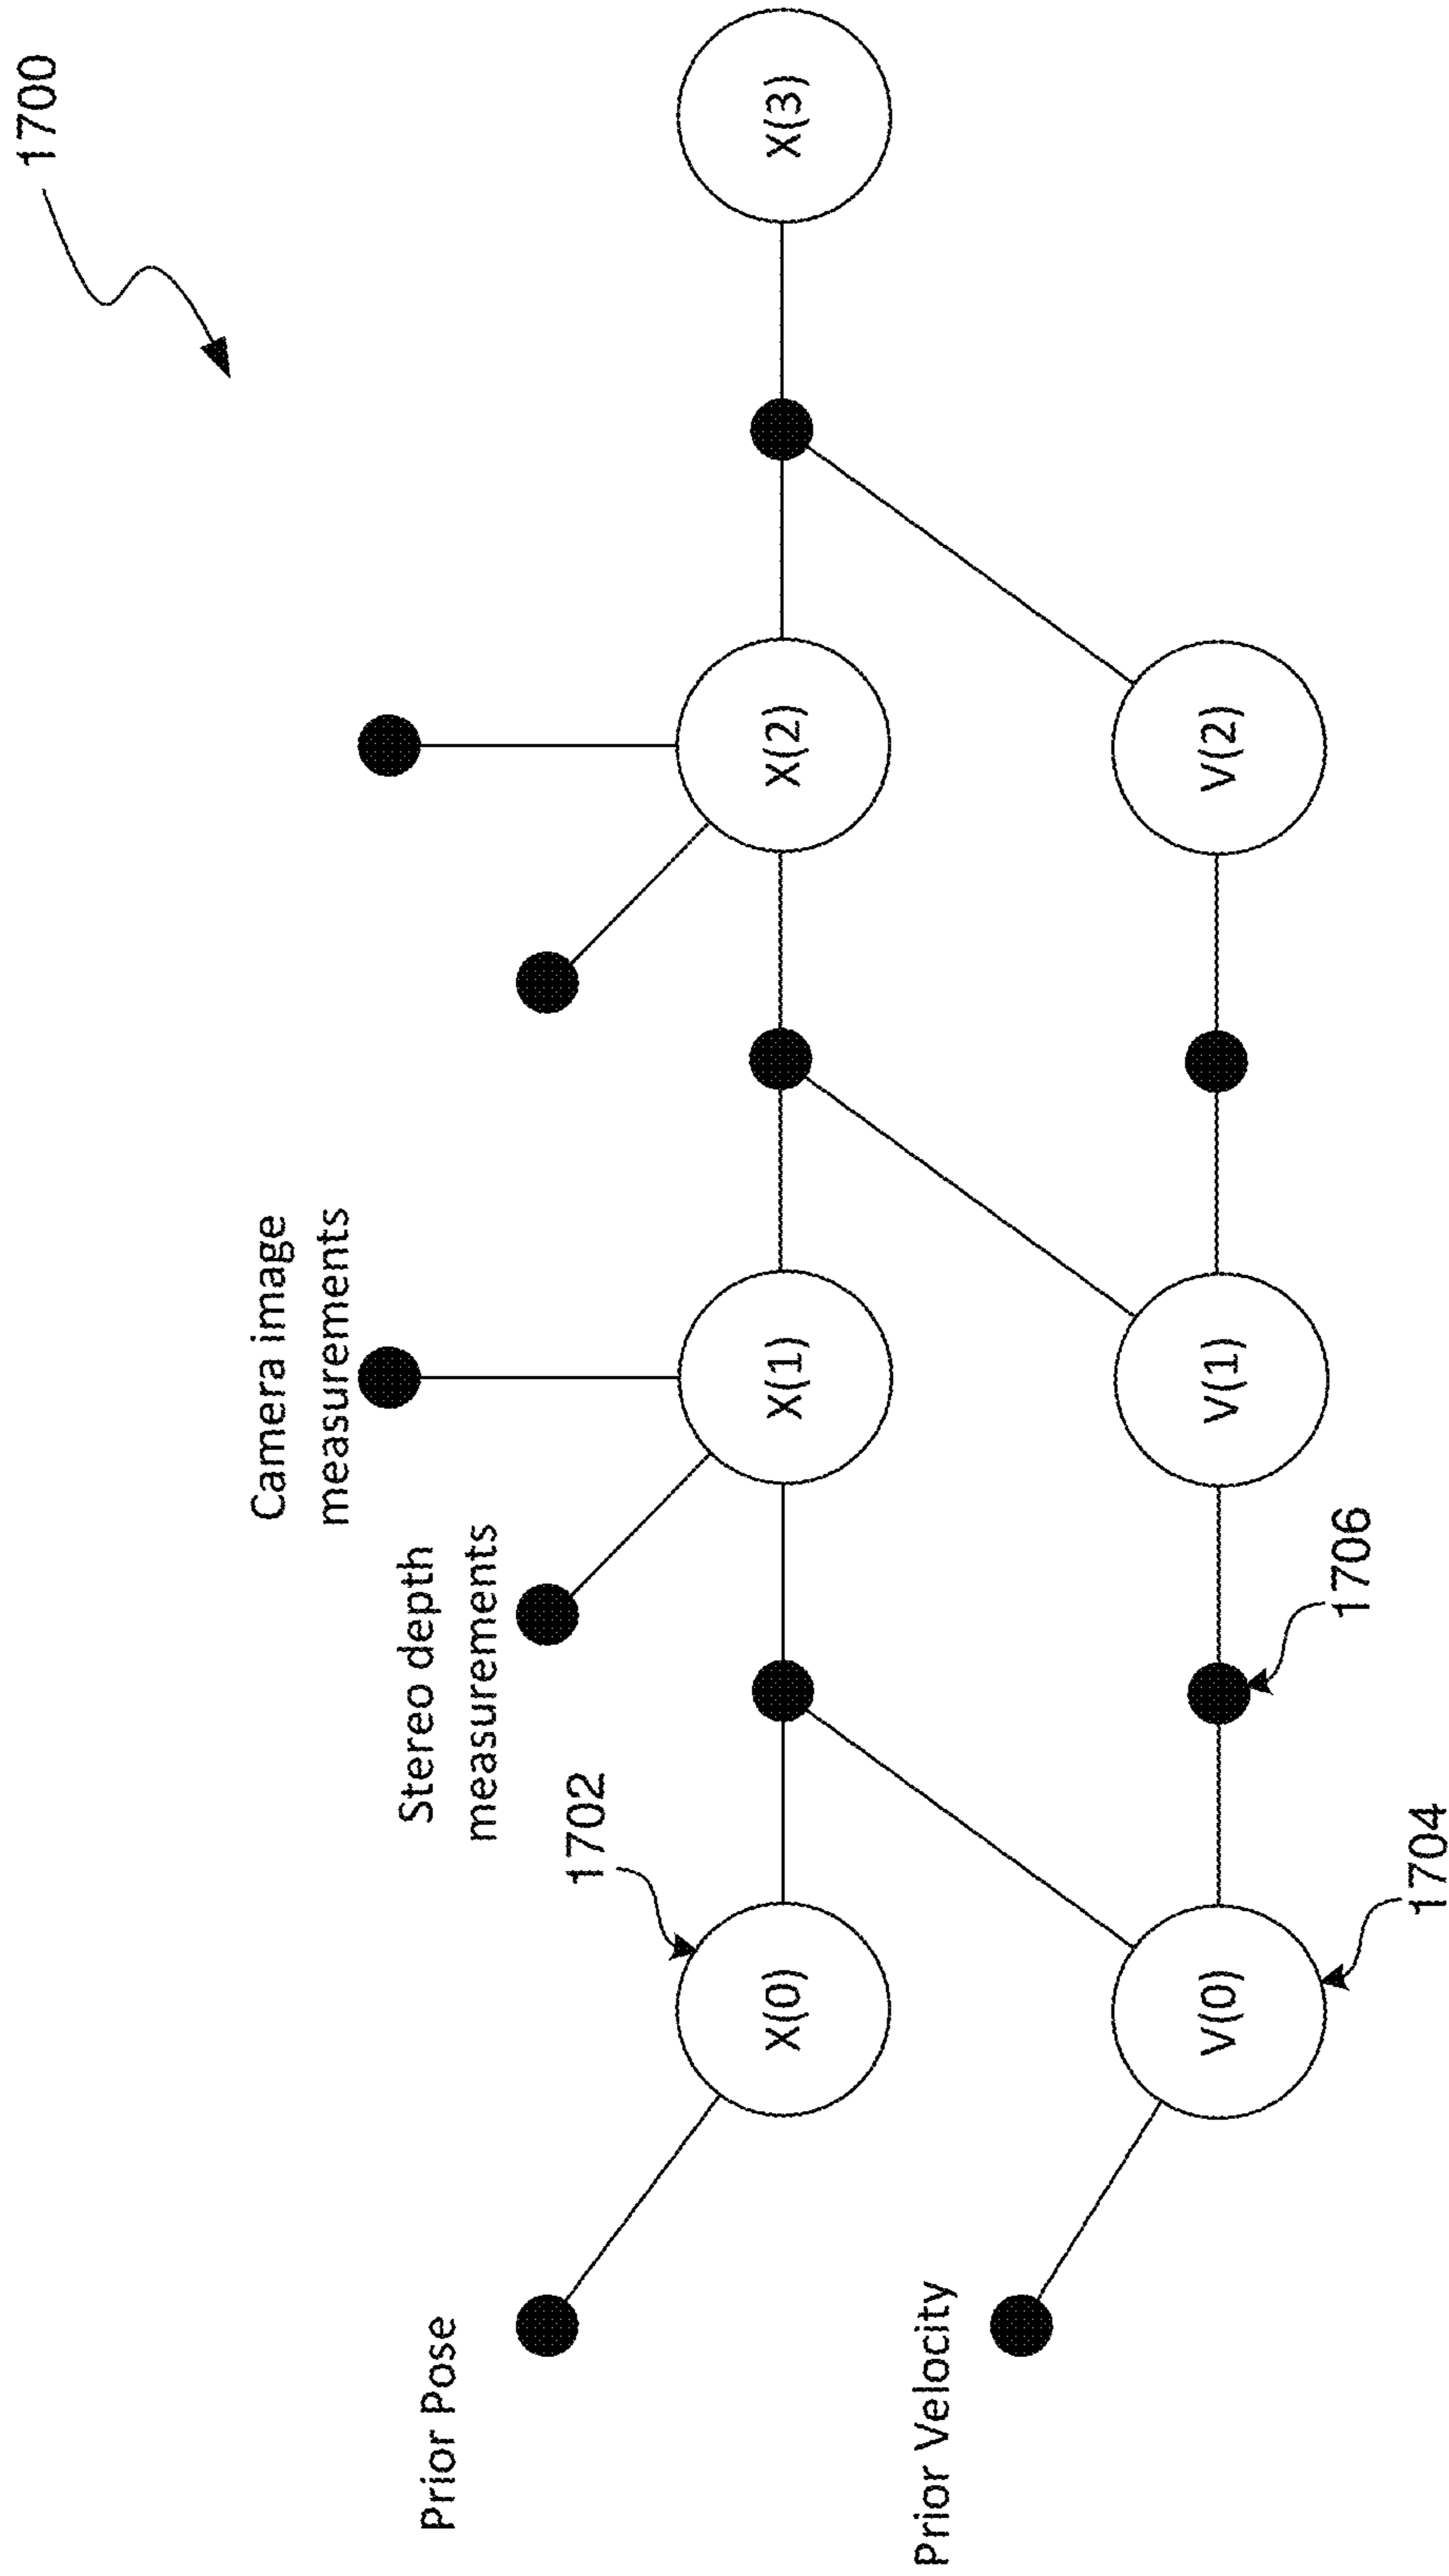 1700
Camera image
measurements
Stereo depth
measurements
1702
Prior Pose
X(0)
X(1)
X(2)
X(3)
Prior Velocity
V(0)
V(1)
V(2)
1704
1706